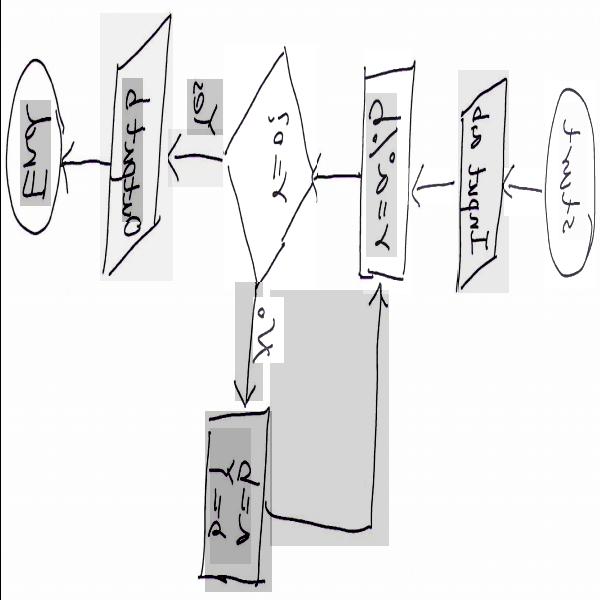 start
Input a,b
r=a%b
r=0?
Yes
No
a=b
b=r
Output b
End